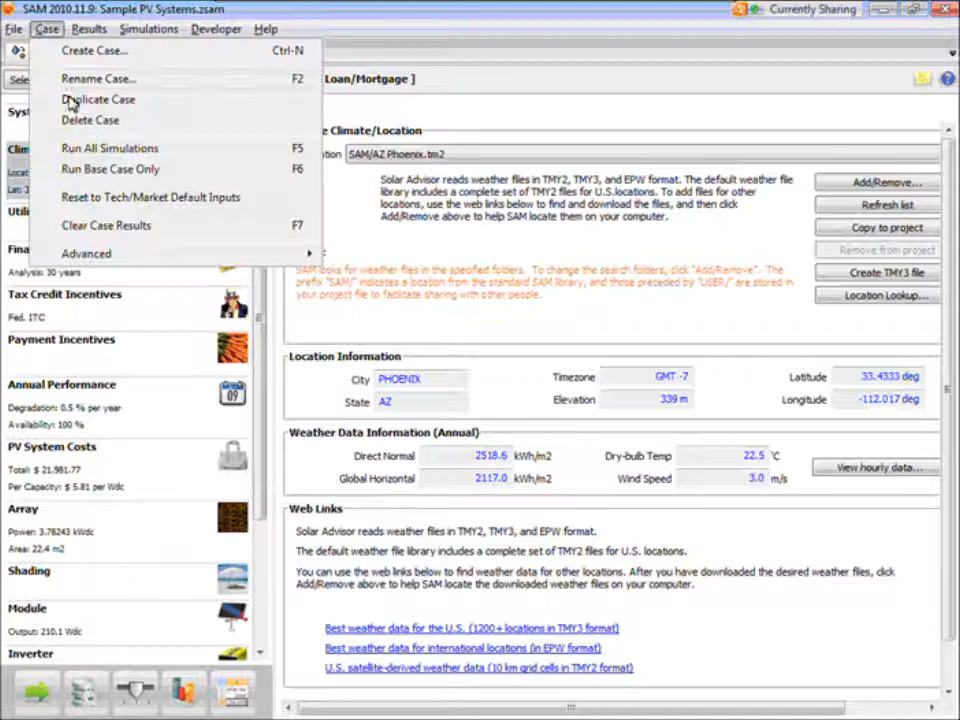 SAM 2010.11.9: Sample PV Systems.zsam
Currently Sharing
File Case Results Simulations Developer Help
Create Case... Ctrl-N
Rename Case... F2
Duplicate Case
Delete Case
Run All Simulations F5
Run Base Case Only F6
Reset to Tech/Market Default Inputs
Clear Case Results F7
Advanced
Sele
Syst
Clim
Locat
Lat: 3
Utili
Fina
Analysis: 30 years
Tax Credit Incentives
Fed. ITC
Payment Incentives
Annual Performance
Degradation: 0.5 % per year
Availability: 100 %
PV System Costs
Total: $ 21,981.77
Per Capacity: $ 5.81 per Wdc
Array
Power: 3.78243 kWdc
Area: 22.4 m2
Shading
Module
Output: 210.1 Wdc
Inverter
Loan/Mortgage ]
e Climate/Location
tion SAM/AZ Phoenix.tm2
Solar Advisor reads weather files in TMY2, TMY3, and EPW format. The default weather file
library includes a complete set of TMY2 files for U.S.locations. To add files for other
locations, use the web links below to find and download the files, and then click
Add/Remove above to help SAM locate them on your computer.
Add/Remove...
Refresh list
Copy to project
Remove from project
Create TMY3 file
Location Lookup...
SAM looks for weather files in the specified folders. To change the search folders, click "Add/Remove". The
prefix "SAM/" indicates a location from the standard SAM library, and those preceded by "USER/" are stored in
your project file to facilitate sharing with other people.
Location Information
City PHOENIX Timezone GMT -7 Latitude 33.4333 deg
State AZ Elevation 339 m Longitude -112.017 deg
Weather Data Information (Annual)
Direct Normal 2518.6 kWh/m2 Dry-bulb Temp 22.5 'C
Global Horizontal 2117.0 kWh/m2 Wind Speed 3.0 m/s
View hourly data...
Web Links
Solar Advisor reads weather files in TMY2, TMY3, and EPW format.
The default weather file library includes a complete set of TMY2 files for U.S. locations.
You can use the web links below to find weather data for other locations. After you have downloaded the desired weather files, click
Add/Remove above to help SAM locate the downloaded weather files on your computer.
Best weather data for the U.S. (1200+ locations in TMY3 format)
Best weather data for international locations (in EPW format)
U.S. satellite-derived weather data (10 km grid cells in TMY2 format)